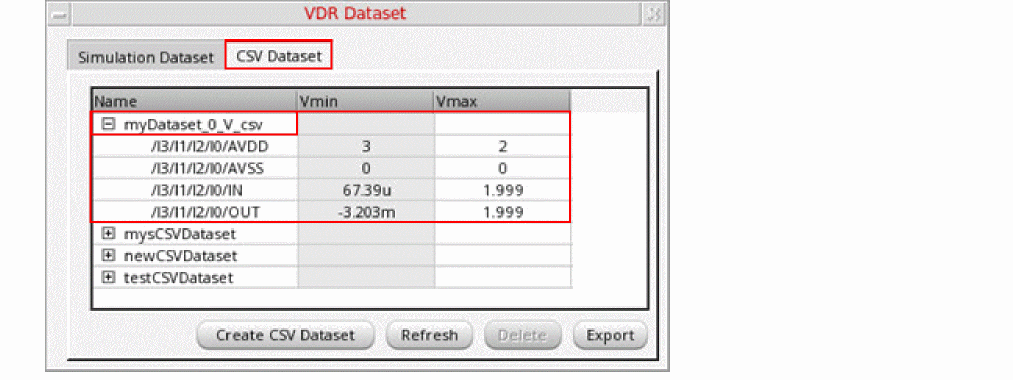 VDR Dataset
Simulation Dataset CSV Dataset
Name Vmin Vmax
myDataset_0_V_csv
/I3/I1/I2/I0/AVDD 3 2
/I3/I1/I2/I0/AVSS 0 0
/I3/I1/I2/I0/IN 67.39u 1.999
/I3/I1/I2/I0/OUT -3.203m 1.999
mysCSVDataset
newCSVDataset
testCSVDataset
Create CSV Dataset Refresh Delete Export